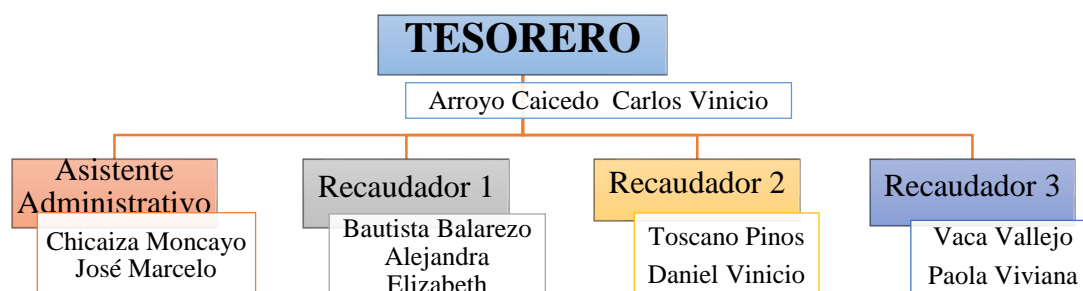 TESORERO
Arroyo Caicedo Carlos Vinicio
Asistente
Administrativo
Chicaiza Moncayo
José Marcelo
Recaudador 1
Bautista Balarezo
Alejandra
Elizabeth
Recaudador 2
Toscano Pinos
Daniel Vinicio
Recaudador 3
Vaca Vallejo
Paola Viviana